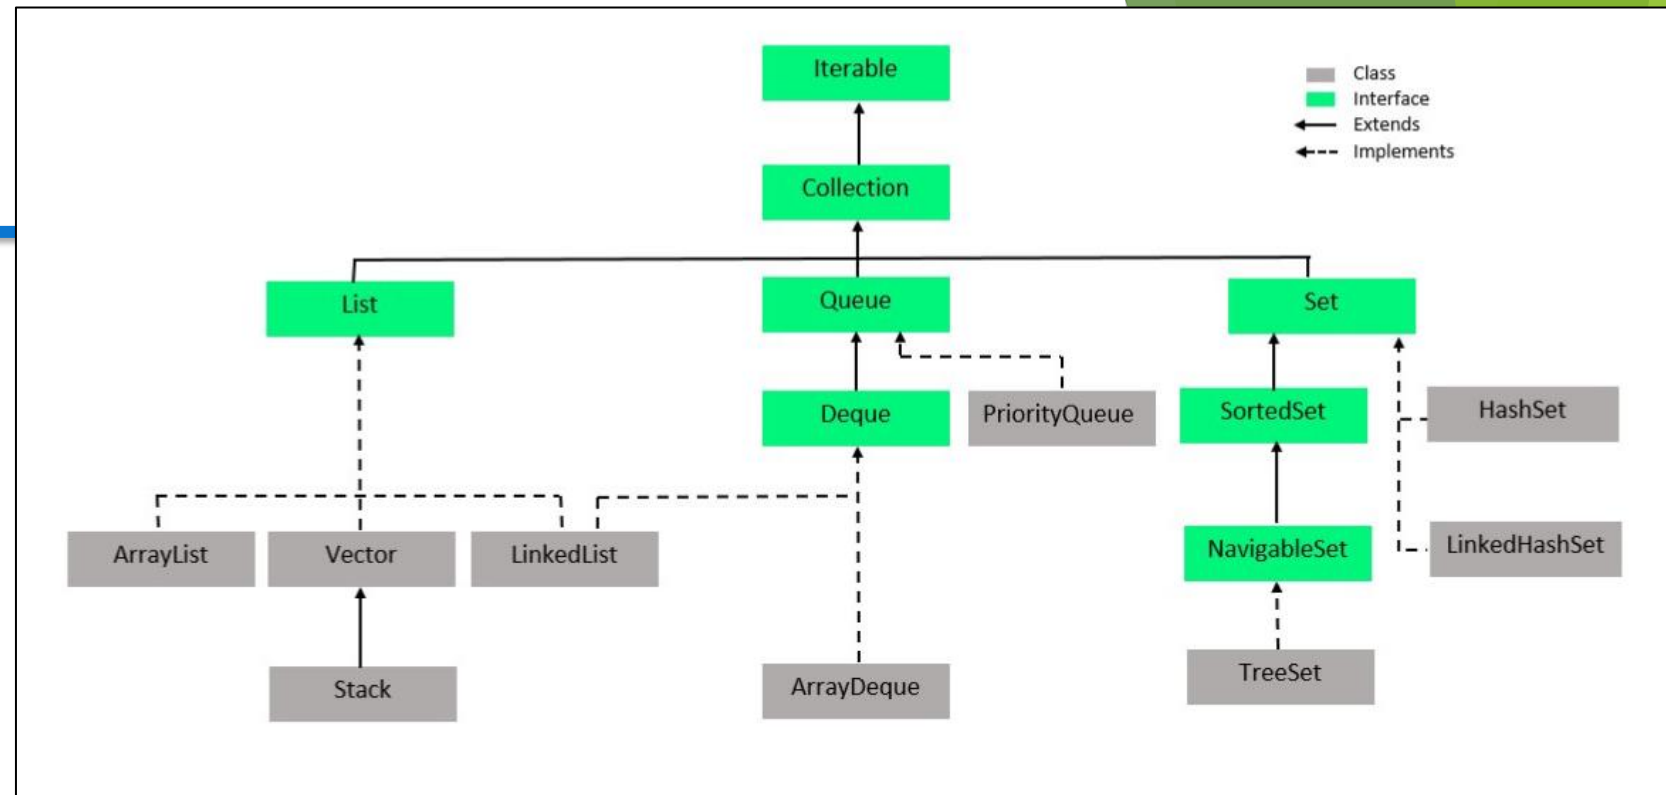 Iterable
Class
Interface
Extends
Implements
Collection
List
Queue
Set
Deque
PriorityQueue
SortedSet
HashSet
ArrayList
Vector
LinkedList
NavigableSet
LinkedHashSet
Stack
ArrayDeque
TreeSet